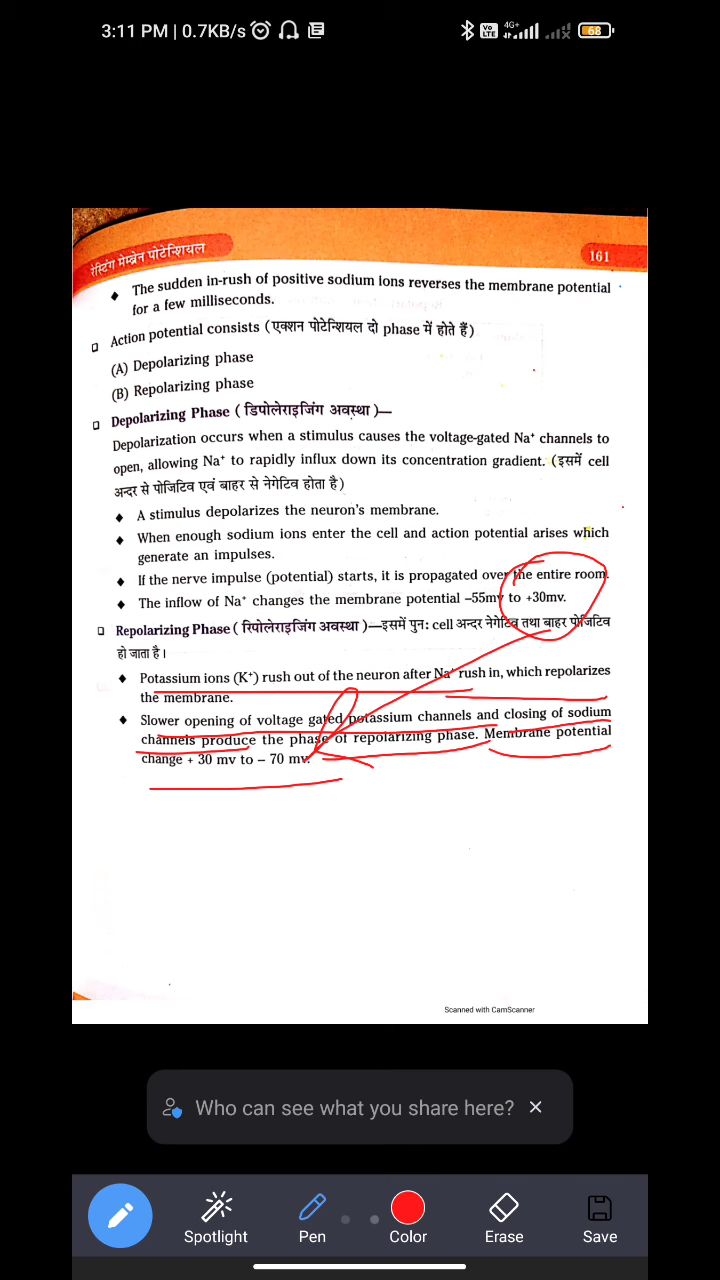 3:11 PM | 0.7KB/s
Vo
LTE
4G+
68
रेस्टिंग मेम्ब्रेन पोटेन्शियल
161
♦ The sudden in-rush of positive sodium ions reverses the membrane potential
for a few milliseconds.
❑ Action potential consists (एक्शन पोटेन्शियल दो phase में होते हैं)
(A) Depolarizing phase
(B) Repolarizing phase
❑ Depolarizing Phase (डिपोलेराइजिंग अवस्था)—
Depolarization occurs when a stimulus causes the voltage-gated Na⁺ channels to
open, allowing Na⁺ to rapidly influx down its concentration gradient. (इसमें cell
अन्दर से पोजिटिव एवं बाहर से नेगेटिव होता है)
♦ A stimulus depolarizes the neuron's membrane.
♦ When enough sodium ions enter the cell and action potential arises which
generate an impulses.
♦ If the nerve impulse (potential) starts, it is propagated over the entire room.
♦ The inflow of Na⁺ changes the membrane potential –55mv to +30mv.
❑ Repolarizing Phase (रिपोलेराइजिंग अवस्था)—इसमें पुन: cell अन्दर नेगेटिव तथा बाहर पोजिटिव
हो जाता है।
♦ Potassium ions (K⁺) rush out of the neuron after Na⁺ rush in, which repolarizes
the membrane.
♦ Slower opening of voltage gated potassium channels and closing of sodium
channels produce the phase of repolarizing phase. Membrane potential
change + 30 mv to – 70 mv.
Scanned with CamScanner
Who can see what you share here? ×
Spotlight Pen Color Erase Save